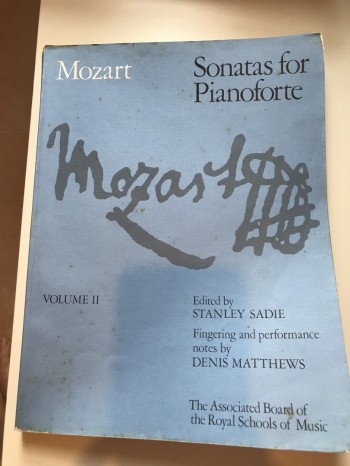 Mozart
Sonatas for
Pianoforte
Mozart
VOLUME II
Edited by
STANLEY SADIE
Fingering and performance
notes by
DENIS MATTHEWS
The Associated Board of
the Royal Schools of Music